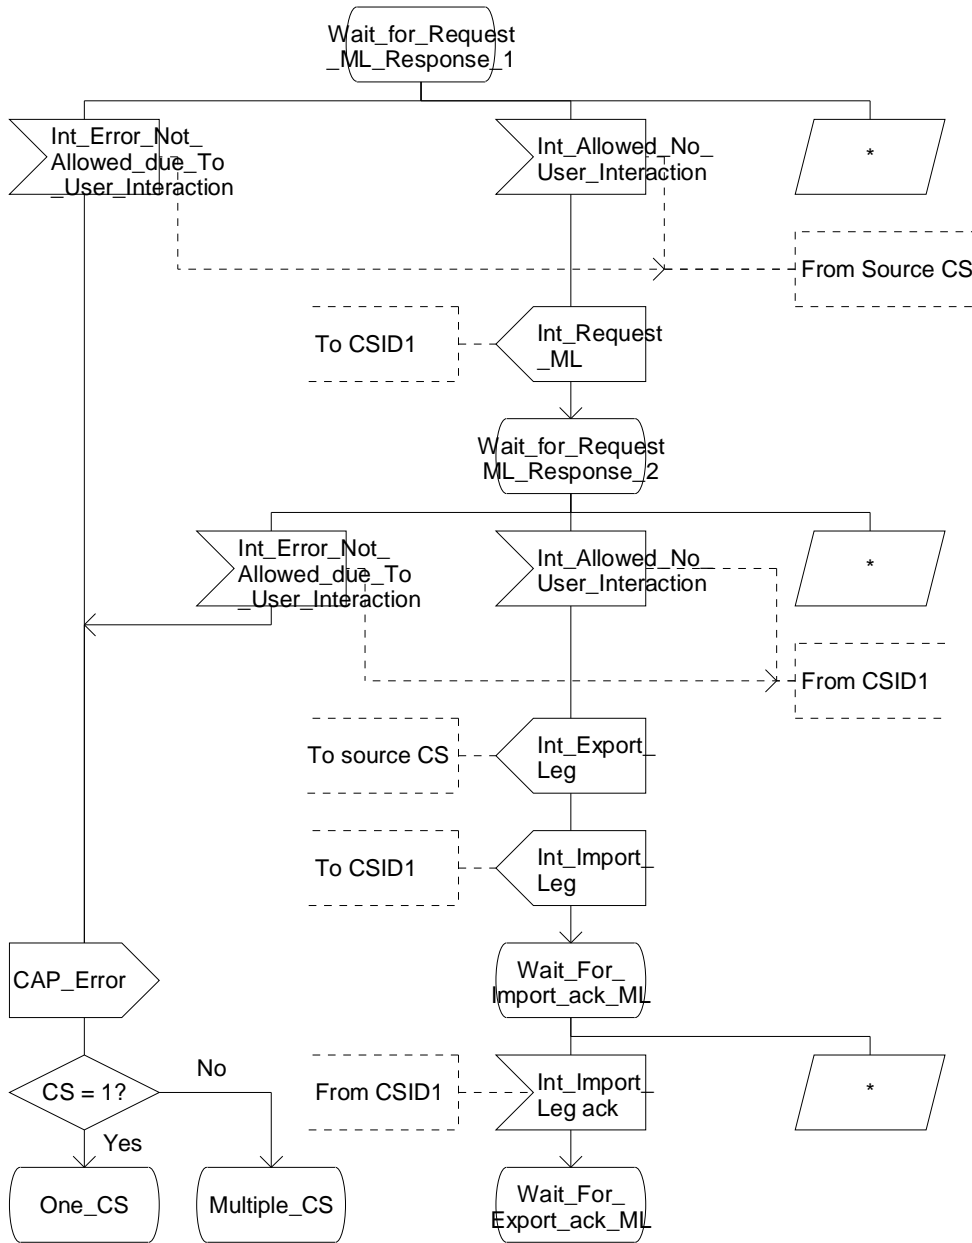 Wait_for_Request
_ML_Response_1
Int_Error_Not_
Allowed_due_To
_User_Interaction
Int_Allowed_No_
User_Interaction
*
From Source CS
To CSID1
Int_Request
_ML
Wait_for_Request
ML_Response_2
Int_Error_Not_
Allowed_due_To
_User_Interaction
Int_Allowed_No_
User_Interaction
*
From CSID1
To source CS
Int_Export_
Leg
To CSID1
Int_Import_
Leg
CAP_Error
Wait_For_
Import_ack_ML
CS = 1?
No
Yes
From CSID1
Int_Import_
Leg ack
*
One_CS
Multiple_CS
Wait_For_
Export_ack_ML